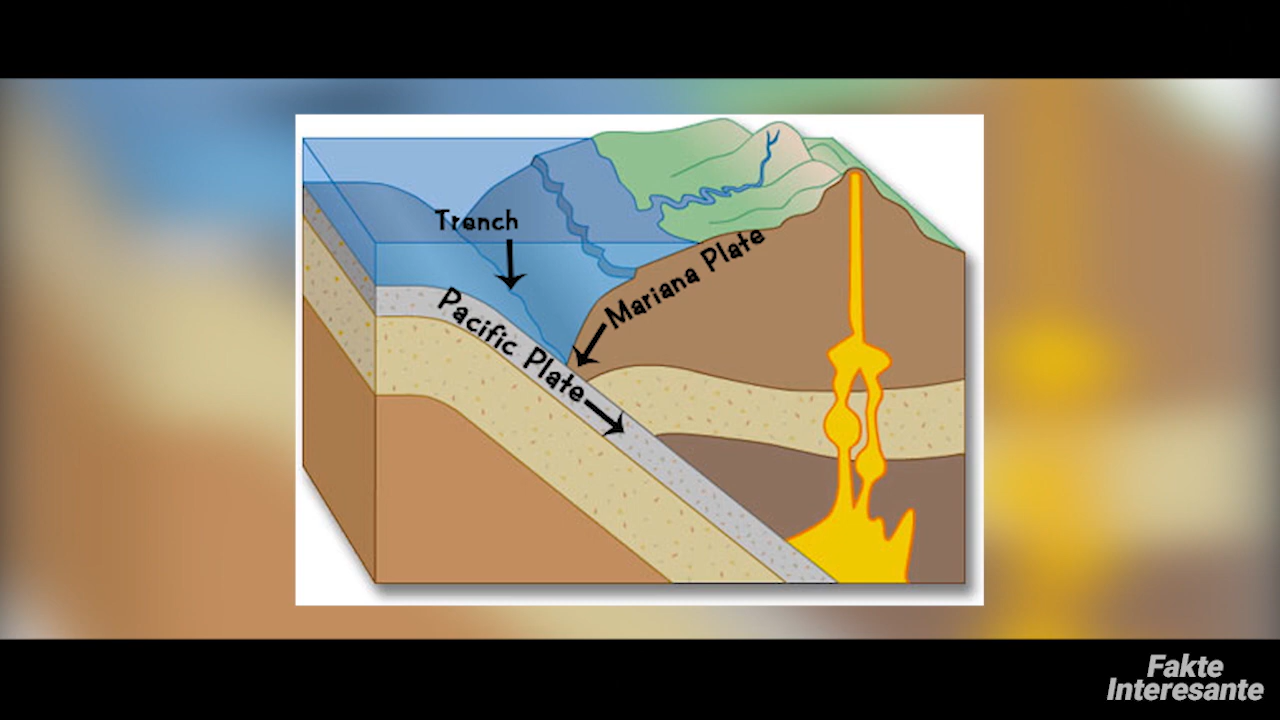 Trench
Mariana Plate
Pacific Plate
Fakte
Interesante